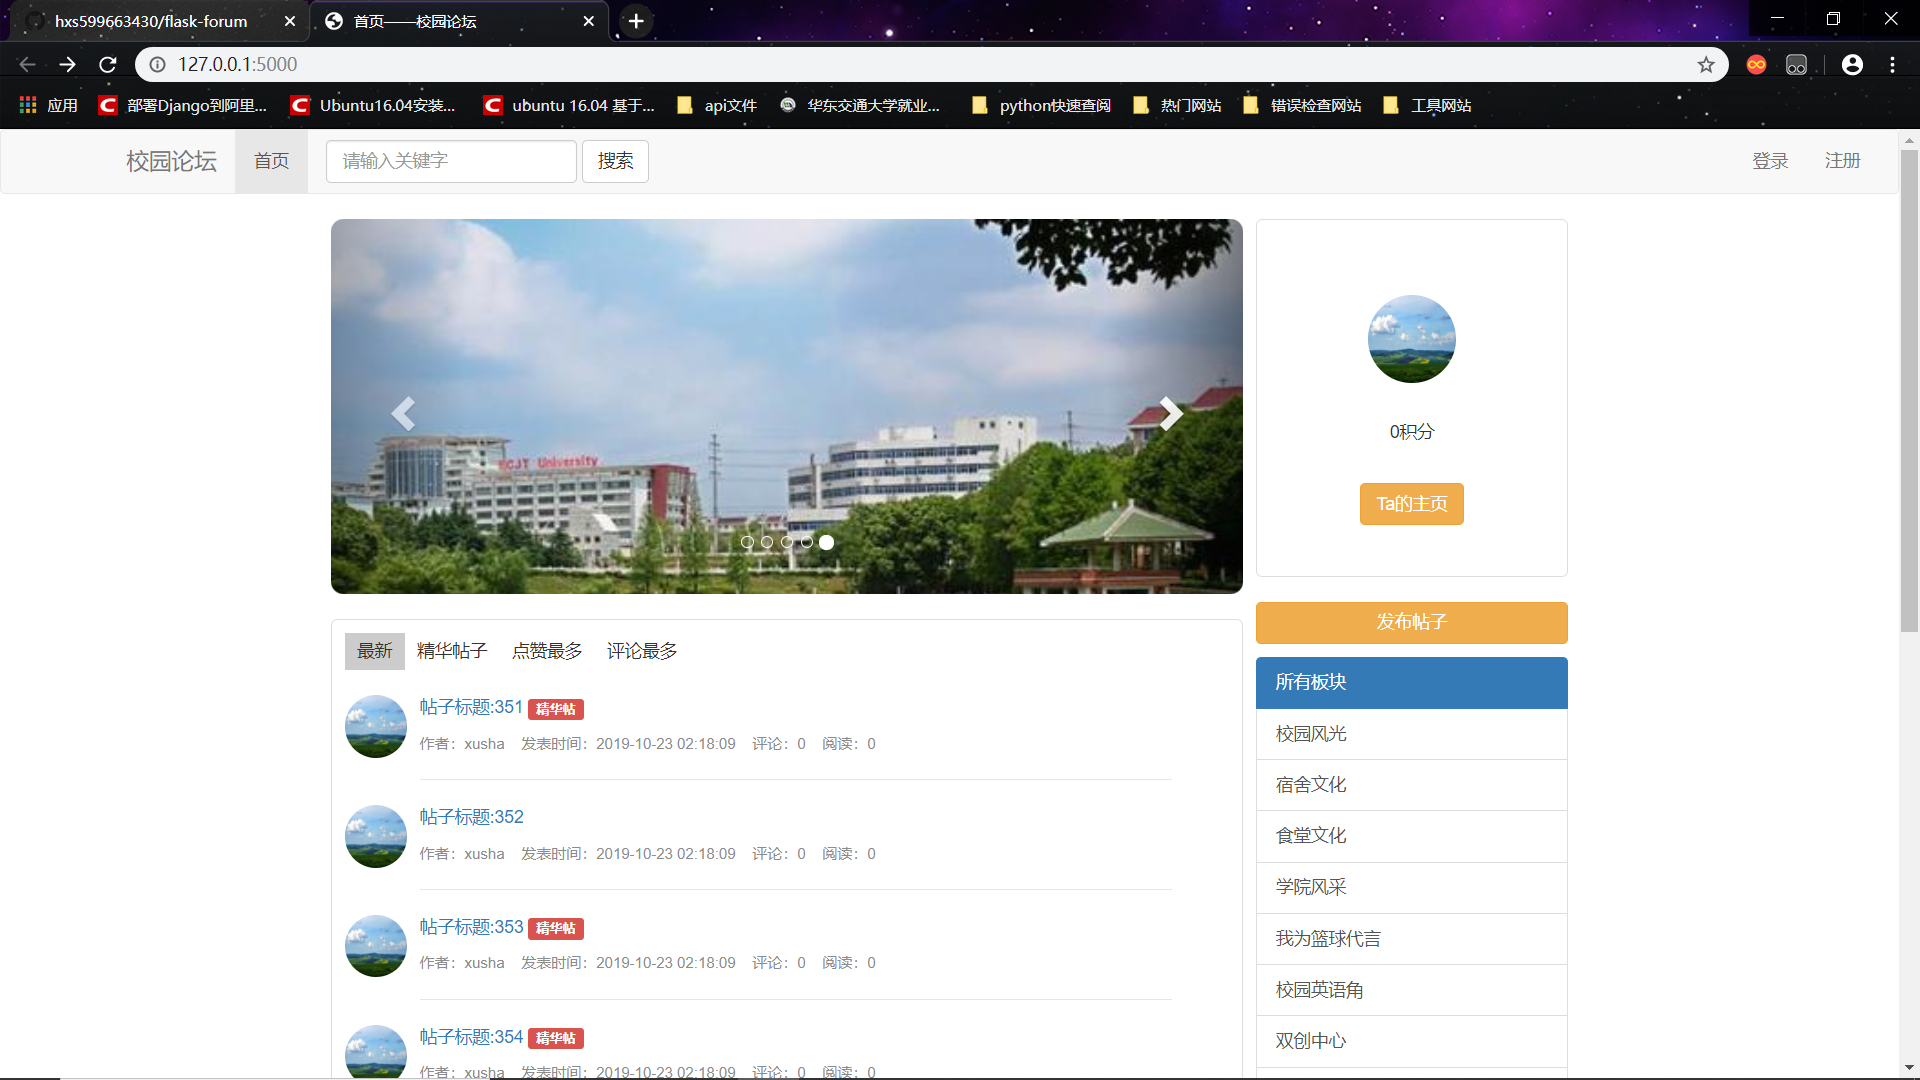 hxs599663430/flask-forum
首页——校园论坛
127.0.0.1:5000
应用
部署Django到阿里...
Ubuntu16.04安装...
ubuntu 16.04 基于...
api文件
华东交通大学就业...
python快速查阅
热门网站
错误检查网站
工具网站
校园论坛
首页
请输入关键字
搜索
登录
注册
ECJT University
0积分
Ta的主页
发布帖子
最新 精华帖子 点赞最多 评论最多
帖子标题:351 精华帖
作者：xusha 发表时间：2019-10-23 02:18:09 评论：0 阅读：0
帖子标题:352
作者：xusha 发表时间：2019-10-23 02:18:09 评论：0 阅读：0
帖子标题:353 精华帖
作者：xusha 发表时间：2019-10-23 02:18:09 评论：0 阅读：0
帖子标题:354 精华帖
作者：xusha 发表时间：2019-10-23 02:18:09 评论：0 阅读：0
所有板块
校园风光
宿舍文化
食堂文化
学院风采
我为篮球代言
校园英语角
双创中心